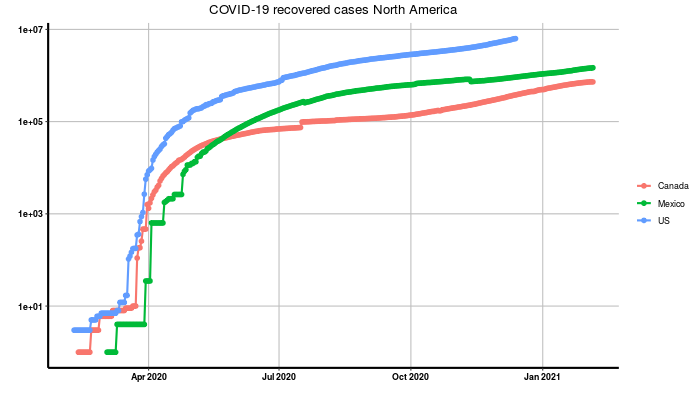 COVID-19 recovered cases North America
1e+07
1e+05
1e+03
1e+01
Apr 2020 Jul 2020 Oct 2020 Jan 2021
Canada
Mexico
US